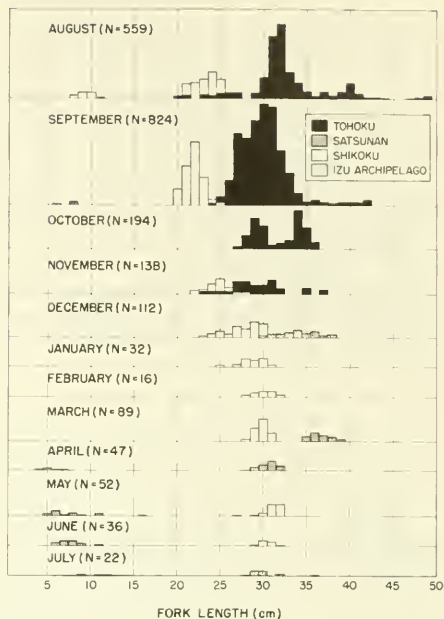 AUGUST (N=559)
SEPTEMBER (N=824)
TOHOKU
SATSUNAN
SHIKOKU
IZU ARCHIPELAGO
OCTOBER (N=194)
NOVEMBER (N=138)
DECEMBER (N=112)
JANUARY (N=32)
FEBRUARY (N=16)
MARCH (N=89)
APRIL (N=47)
MAY (N=52)
JUNE (N=36)
JULY (N=22)
5 10 15 20 25 30 35 40 45 50
FORK LENGTH (cm)